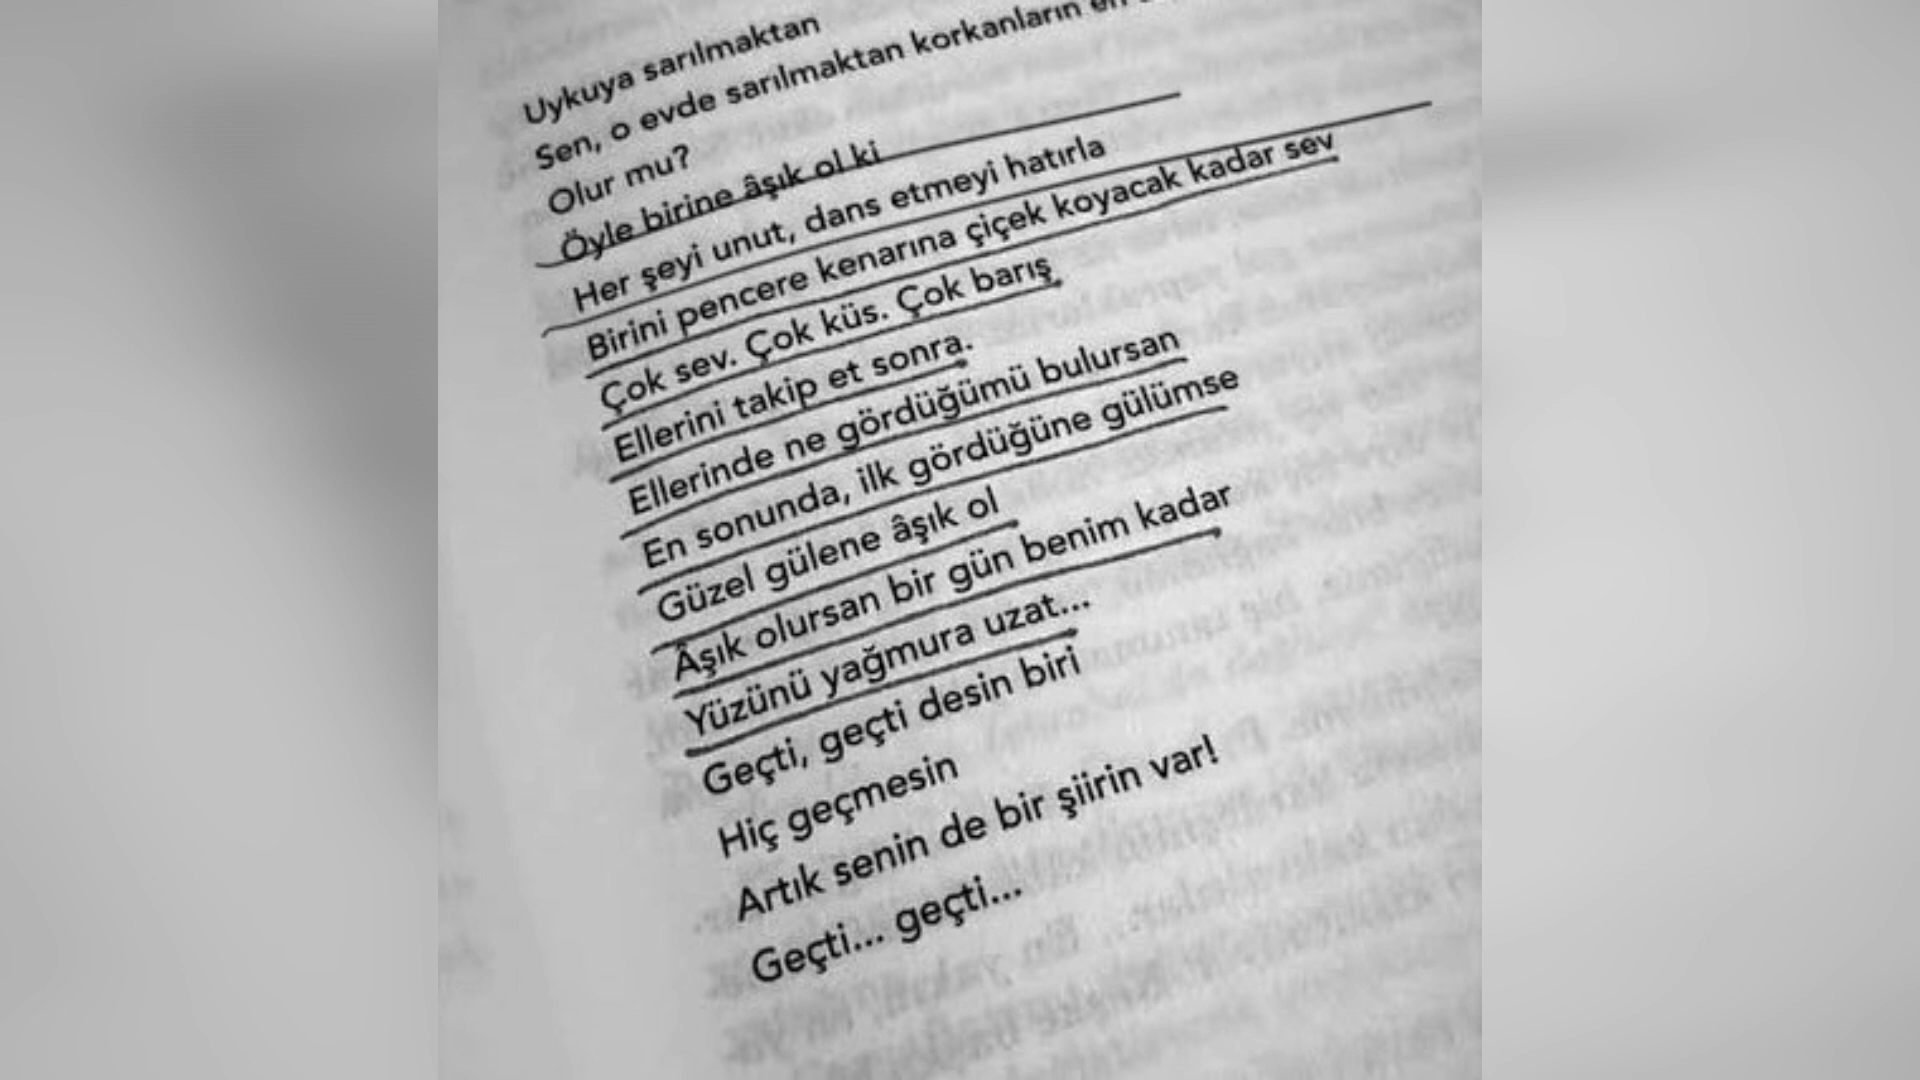 Uykuya sarılmaktan
Sen, o evde sarılmaktan korkanların en
Olur mu?
Öyle birine âşık ol ki
Her şeyi unut, dans etmeyi hatırla
Birini pencere kenarına çiçek koyacak kadar sev
Çok sev. Çok küs. Çok barış
Ellerini takip et sonra.
Ellerinde ne gördüğümü bulursan
En sonunda, ilk gördüğüne gülümse
Güzel gülene âşık ol
Âşık olursan bir gün benim kadar
Yüzünü yağmura uzat...
Geçti, geçti desin biri
Hiç geçmesin
Artık senin de bir şiirin var!
Geçti... geçti...